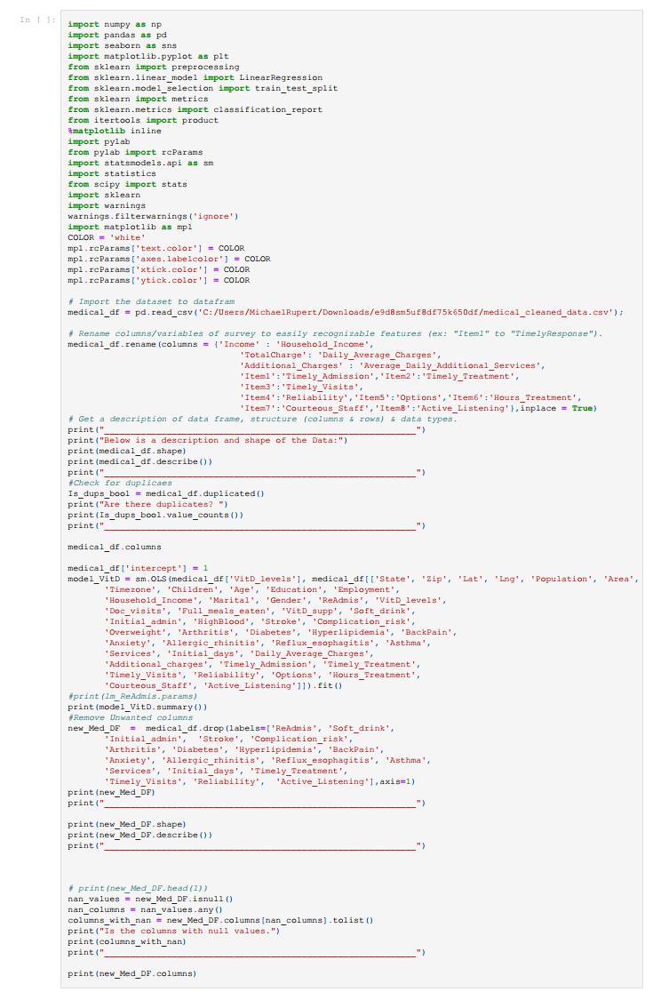 In [ ]:
import numpy as np
import pandas as pd
import seaborn as sns
import matplotlib.pyplot as plt
from sklearn import preprocessing
from sklearn.linear_model import LinearRegression
from sklearn.model_selection import train_test_split
from sklearn import metrics
from sklearn.metrics import classification_report
from itertools import product
%matplotlib inline
import pylab
from pylab import rcParams
import statsmodels.api as sm
import statistics
from scipy import stats
import sklearn
import warnings
warnings.filterwarnings('ignore')
import matplotlib as mpl
COLOR = 'white'
mpl.rcParams['text.color'] = COLOR
mpl.rcParams['axes.labelcolor'] = COLOR
mpl.rcParams['xtick.color'] = COLOR
mpl.rcParams['ytick.color'] = COLOR

# Import the dataset to datafram
medical_df = pd.read_csv('C:/Users/MichaelRupert/Downloads/e9d8sm5uf8df75k650df/medical_cleaned_data.csv');

# Rename columns/variables of survey to easily recognizable features (ex: "Item1" to "TimelyResponse").
medical_df.rename(columns = {'Income' : 'Household_Income',
'TotalCharge': 'Daily_Average_Charges',
'Additional_Charges' : 'Average_Daily_Additional_Services',
'Item1':'Timely_Admission','Item2':'Timely_Treatment',
'Item3':'Timely_Visits',
'Item4':'Reliability','Item5':'Options','Item6':'Hours_Treatment',
'Item7':'Courteous_Staff','Item8':'Active_Listening'},inplace = True)
# Get a description of data frame, structure (columns & rows) & data types.
print("__________________________________________________________")
print("Below is a description and shape of the Data:")
print(medical_df.shape)
print(medical_df.describe())
print("__________________________________________________________")
#Check for duplicaes
Is_dups_bool = medical_df.duplicated()
print("Are there duplicates? ")
print(Is_dups_bool.value_counts())
print("__________________________________________________________")

medical_df.columns

medical_df['intercept'] = 1
model_VitD = sm.OLS(medical_df['VitD_levels'], medical_df[['State', 'Zip', 'Lat', 'Lng', 'Population', 'Area',
'Timezone', 'Children', 'Age', 'Education', 'Employment',
'Household_Income', 'Marital', 'Gender', 'ReAdmis', 'VitD_levels',
'Doc_visits', 'Full_meals_eaten', 'VitD_supp', 'Soft_drink',
'Initial_admin', 'HighBlood', 'Stroke', 'Complication_risk',
'Overweight', 'Arthritis', 'Diabetes', 'Hyperlipidemia', 'BackPain',
'Anxiety', 'Allergic_rhinitis', 'Reflux_esophagitis', 'Asthma',
'Services', 'Initial_days', 'Daily_Average_Charges',
'Additional_charges', 'Timely_Admission', 'Timely_Treatment',
'Timely_Visits', 'Reliability', 'Options', 'Hours_Treatment',
'Courteous_Staff', 'Active_Listening']]).fit()
#print(lm_ReAdmis.params)
print(model_VitD.summary())
#Remove Unwanted columns
new_Med_DF = medical_df.drop(labels=['ReAdmis', 'Soft_drink',
'Initial_admin', 'Stroke', 'Complication_risk',
'Arthritis', 'Diabetes', 'Hyperlipidemia', 'BackPain',
'Anxiety', 'Allergic_rhinitis', 'Reflux_esophagitis', 'Asthma',
'Services', 'Initial_days', 'Timely_Treatment',
'Timely_Visits', 'Reliability', 'Active_Listening'],axis=1)
print(new_Med_DF)
print("__________________________________________________________")

print(new_Med_DF.shape)
print(new_Med_DF.describe())
print("__________________________________________________________")

# print(new_Med_DF.head(1))
nan_values = new_Med_DF.isnull()
nan_columns = nan_values.any()
columns_with_nan = new_Med_DF.columns[nan_columns].tolist()
print("Is the columns with null values.")
print(columns_with_nan)
print("__________________________________________________________")

print(new_Med_DF.columns)